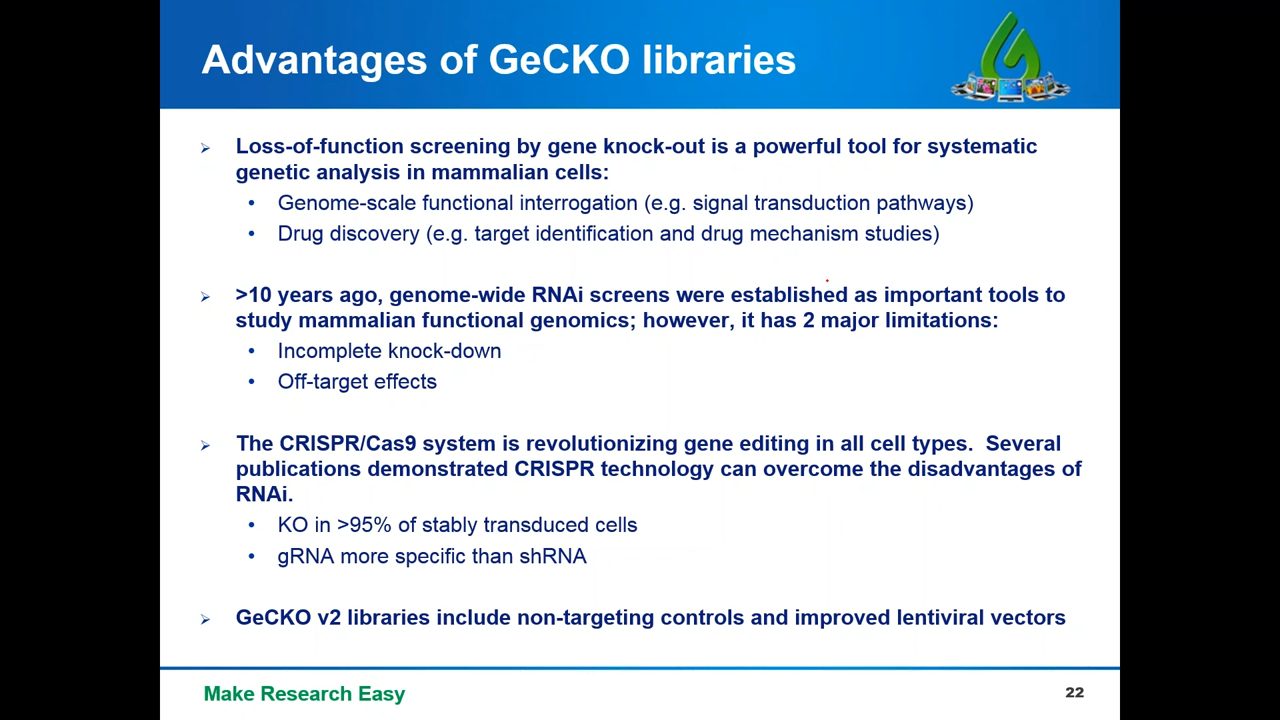 Advantages of GeCKO libraries
Loss-of-function screening by gene knock-out is a powerful tool for systematic
genetic analysis in mammalian cells:
• Genome-scale functional interrogation (e.g. signal transduction pathways)
• Drug discovery (e.g. target identification and drug mechanism studies)
>10 years ago, genome-wide RNAi screens were established as important tools to
study mammalian functional genomics; however, it has 2 major limitations:
• Incomplete knock-down
• Off-target effects
The CRISPR/Cas9 system is revolutionizing gene editing in all cell types. Several
publications demonstrated CRISPR technology can overcome the disadvantages of
RNAi.
• KO in >95% of stably transduced cells
• gRNA more specific than shRNA
GeCKO v2 libraries include non-targeting controls and improved lentiviral vectors
Make Research Easy
22